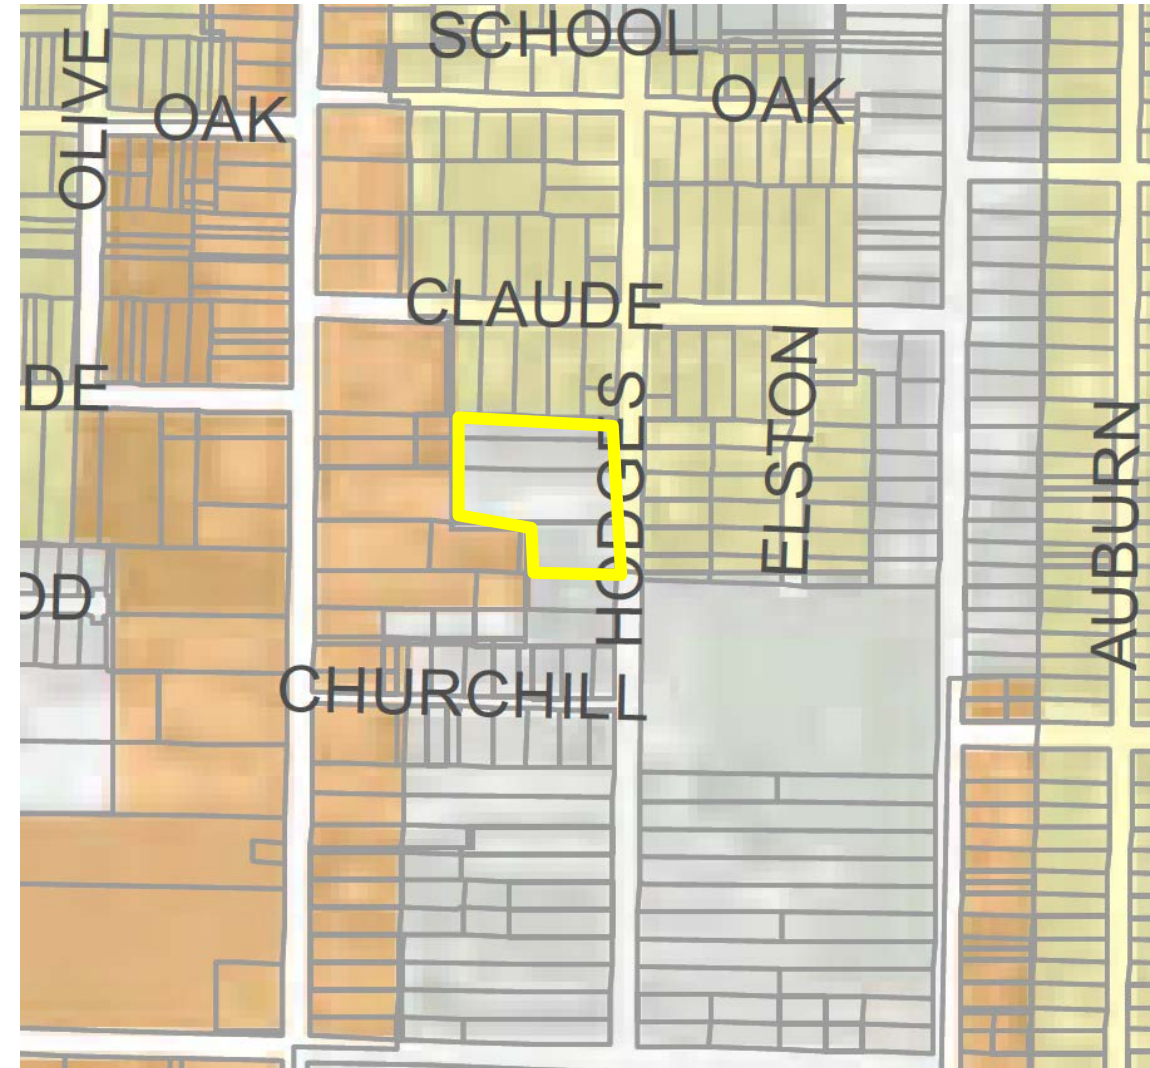 SCHOOL
OLIVE
OAK
OAK
CLAUDE
DE
HODGES
ELSTON
AUBURN
OD
CHURCHILL